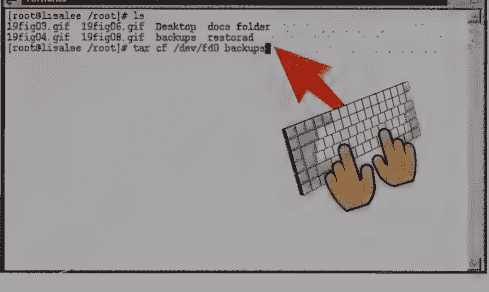 [root@lisalee /root]# ls
19fig03.gif 19fig06.gif Desktop docs folder
19fig04.gif 19fig08.gif backups restorad
[root@lisalee /root]# tar cf /dev/fd0 backups